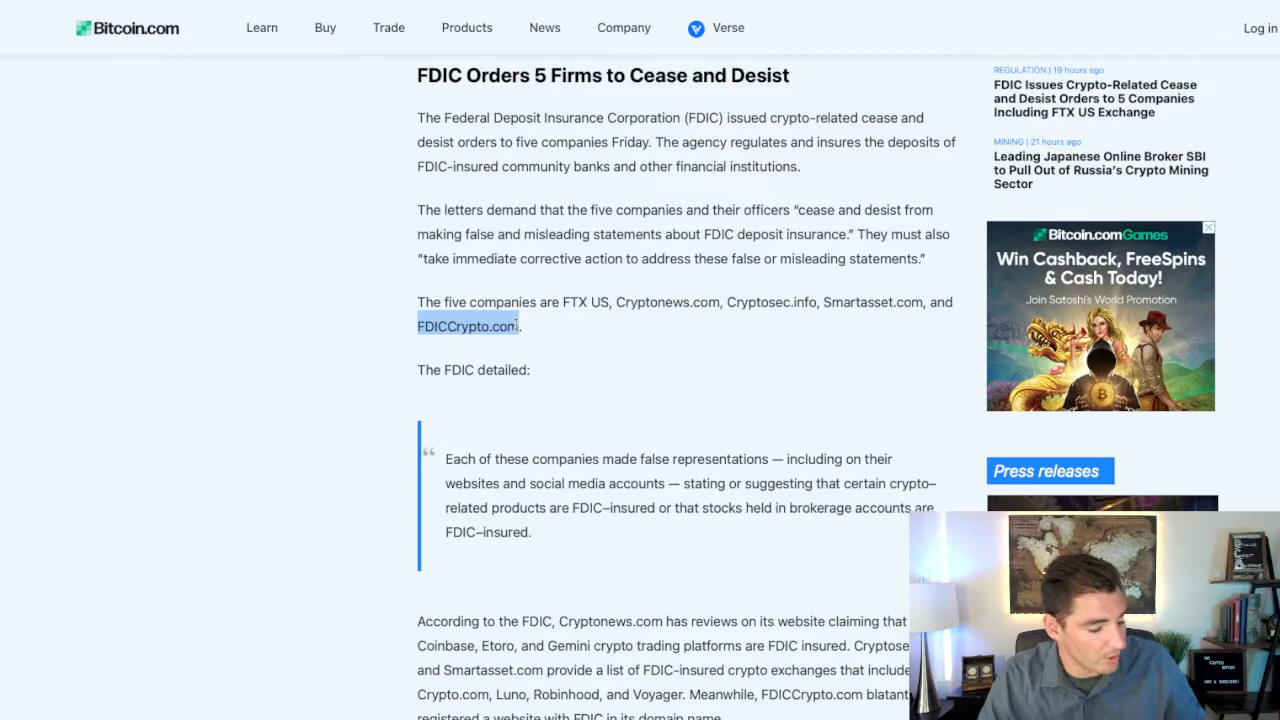 Bitcoin.com
Learn
Buy
Trade
Products
News
Company
Verse
Log in
FDIC Orders 5 Firms to Cease and Desist
The Federal Deposit Insurance Corporation (FDIC) issued crypto-related cease and
desist orders to five companies Friday. The agency regulates and insures the deposits of
FDIC-insured community banks and other financial institutions.
The letters demand that the five companies and their officers “cease and desist from
making false and misleading statements about FDIC deposit insurance.” They must also
“take immediate corrective action to address these false or misleading statements.”
The five companies are FTX US, Cryptonews.com, Cryptosec.info, Smartasset.com, and
FDICCrypto.com.
The FDIC detailed:
“ Each of these companies made false representations — including on their
websites and social media accounts — stating or suggesting that certain crypto–
related products are FDIC–insured or that stocks held in brokerage accounts are
FDIC–insured.
According to the FDIC, Cryptonews.com has reviews on its website claiming that
Coinbase, Etoro, and Gemini crypto trading platforms are FDIC insured. Cryptose
and Smartasset.com provide a list of FDIC-insured crypto exchanges that include
Crypto.com, Luno, Robinhood, and Voyager. Meanwhile, FDICCrypto.com blatant
registered a website with FDIC in its domain name.
REGULATION | 19 hours ago
FDIC Issues Crypto-Related Cease
and Desist Orders to 5 Companies
Including FTX US Exchange
MINING | 21 hours ago
Leading Japanese Online Broker SBI
to Pull Out of Russia’s Crypto Mining
Sector
Bitcoin.com Games
Win Cashback, FreeSpins
& Cash Today!
Join Satoshi's World Promotion
Press releases
THE
CRYPTO
REPORT
LIKE & SUBSCRIBE!